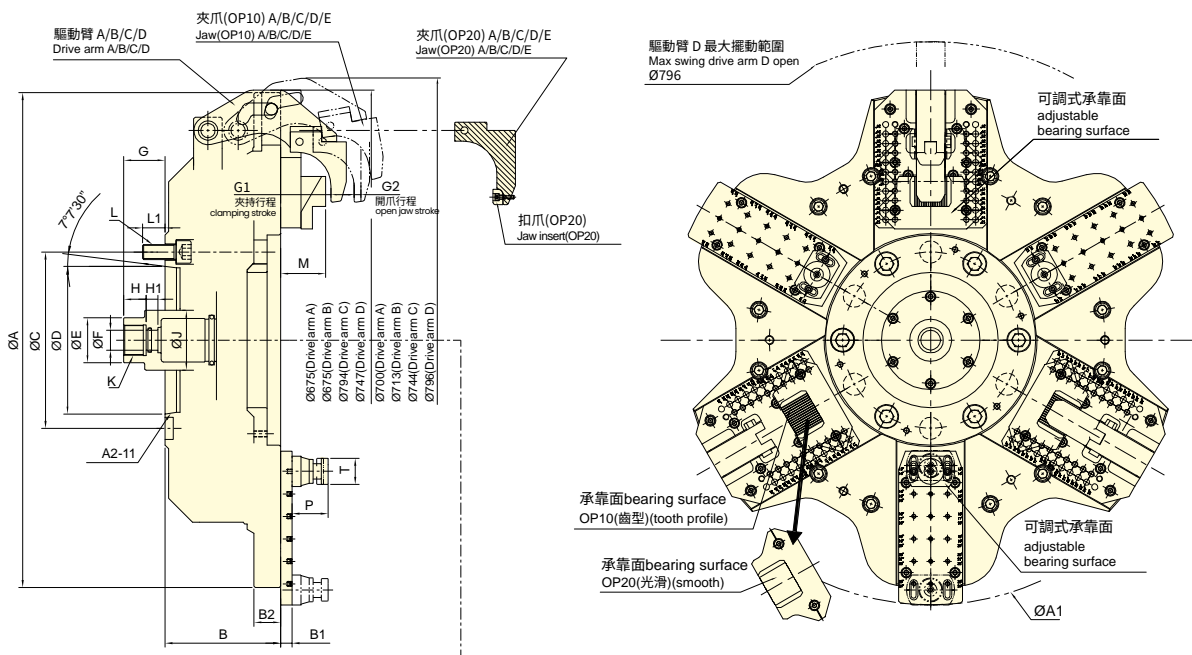 夾爪(OP10) A/B/C/D/E
Jaw(OP10) A/B/C/D/E
驅動臂 A/B/C/D
Drive arm A/B/C/D
夾爪(OP20) A/B/C/D/E
Jaw(OP20) A/B/C/D/E
G
G1
夾持行程
clamping stroke
G2
開爪行程
open jaw stroke
扣爪(OP20)
Jaw insert(OP20)
7°7'30"
L
L1
M
H
H1
ØA
ØC
ØD
ØE
ØF
ØJ
K
A2-11
Ø675(Drive arm A)
Ø675(Drive arm B)
Ø794(Drive arm C)
Ø747(Drive arm D)
Ø700(Drive arm A)
Ø713(Drive arm B)
Ø744(Drive arm C)
Ø796(Drive arm D)
T
P
B2
B
B1
驅動臂 D 最大擺動範圍
Max swing drive arm D open
Ø796
可調式承靠面
adjustable
bearing surface
承靠面bearing surface
OP10(齒型)(tooth profile)
承靠面bearing surface
OP20(光滑)(smooth)
可調式承靠面
adjustable
bearing surface
ØA1